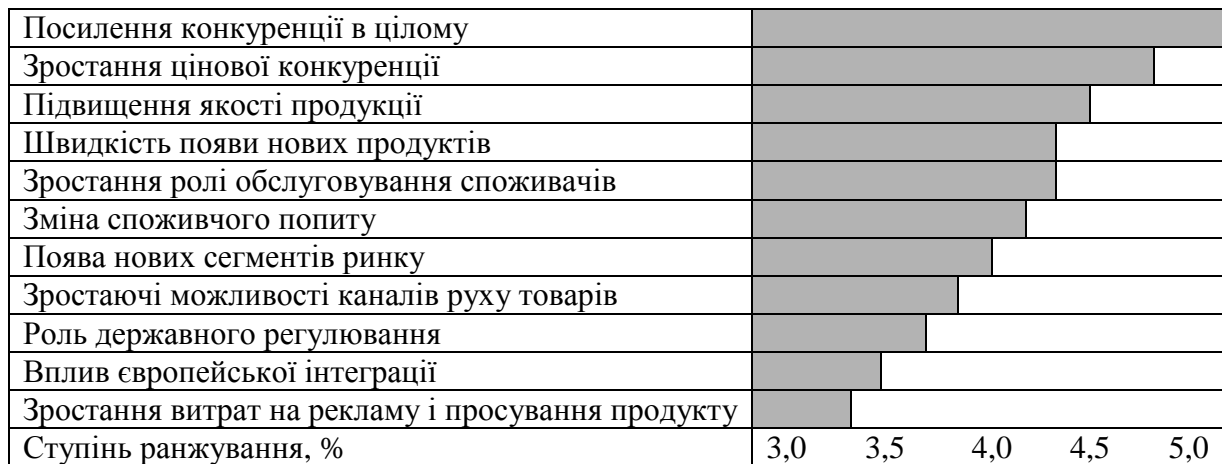 Посилення конкуренції в цілому
Зростання цінової конкуренції
Підвищення якості продукції
Швидкість появи нових продуктів
Зростання ролі обслуговування споживачів
Зміна споживчого попиту
Поява нових сегментів ринку
Зростаючі можливості каналів руху товарів
Роль державного регулювання
Вплив європейської інтеграції
Зростання витрат на рекламу і просування продукту
Ступінь ранжування, % 3,0 3,5 4,0 4,5 5,0